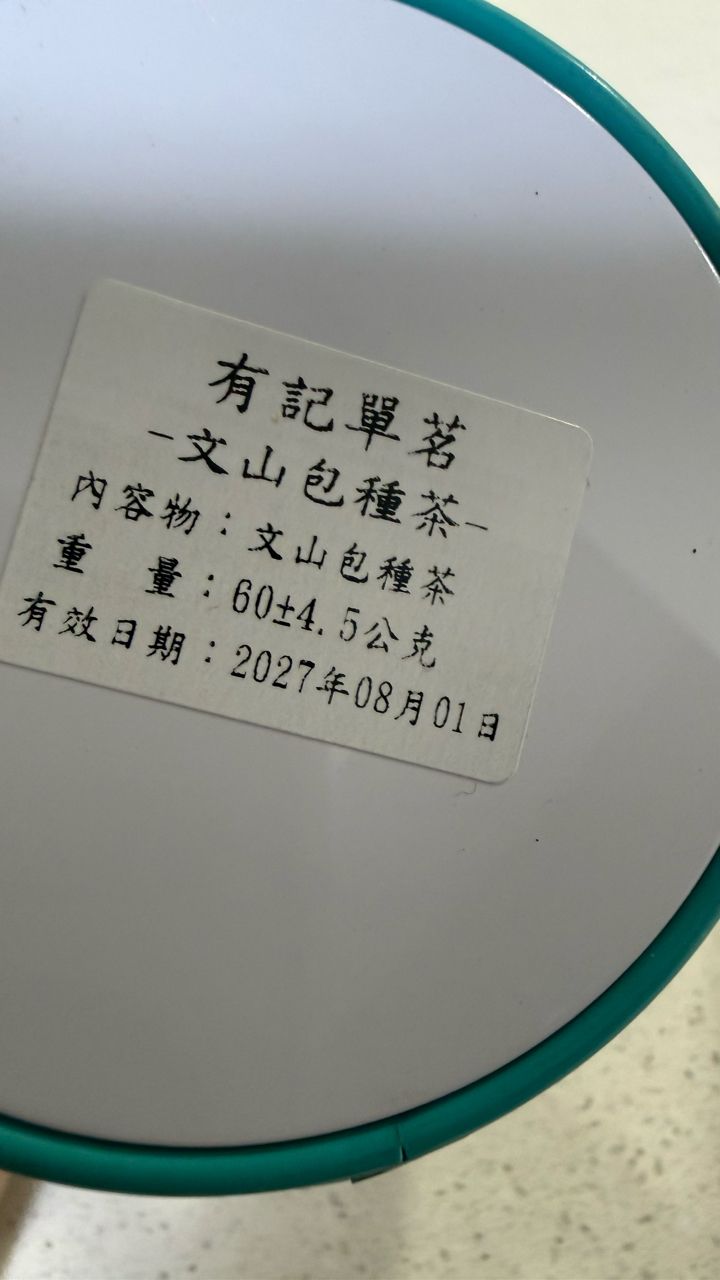 有記單茗
-文山包種茶-
內容物：文山包種茶
重　量：60±4.5公克
有效日期：2027年08月01日